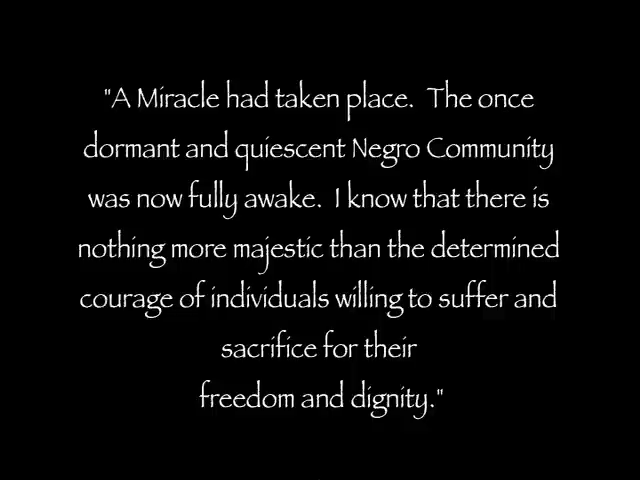 "A Miracle had taken place.  The once
dormant and quiescent Negro Community
was now fully awake.  I know that there is
nothing more majestic than the determined
courage of individuals willing to suffer and
sacrifice for their
freedom and dignity."